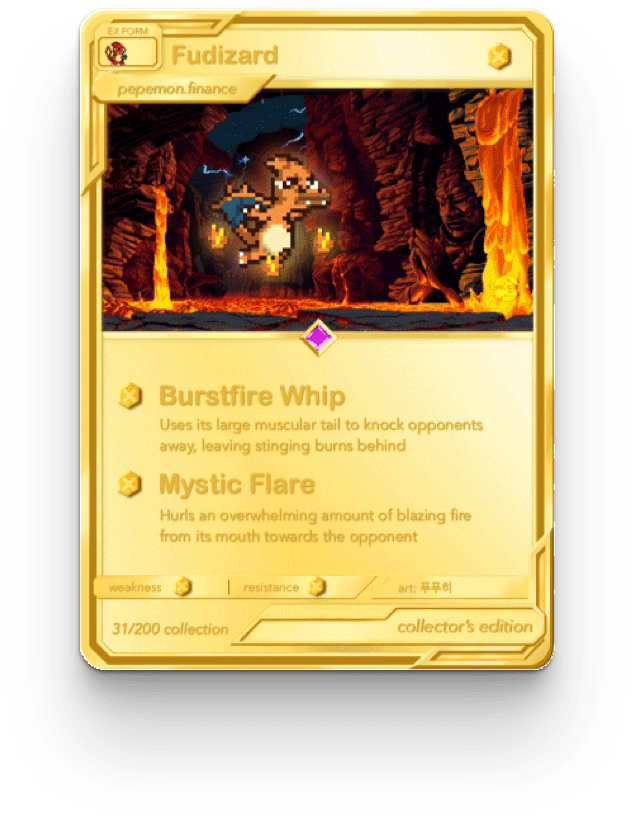 EX FORM
Fudizard
pepemon.finance
Burstfire Whip
Uses its large muscular tail to knock opponents
away, leaving stinging burns behind
Mystic Flare
Hurls an overwhelming amount of blazing fire
from its mouth towards the opponent
weakness | resistance art: 푸푸히
31/200 collection collector's edition